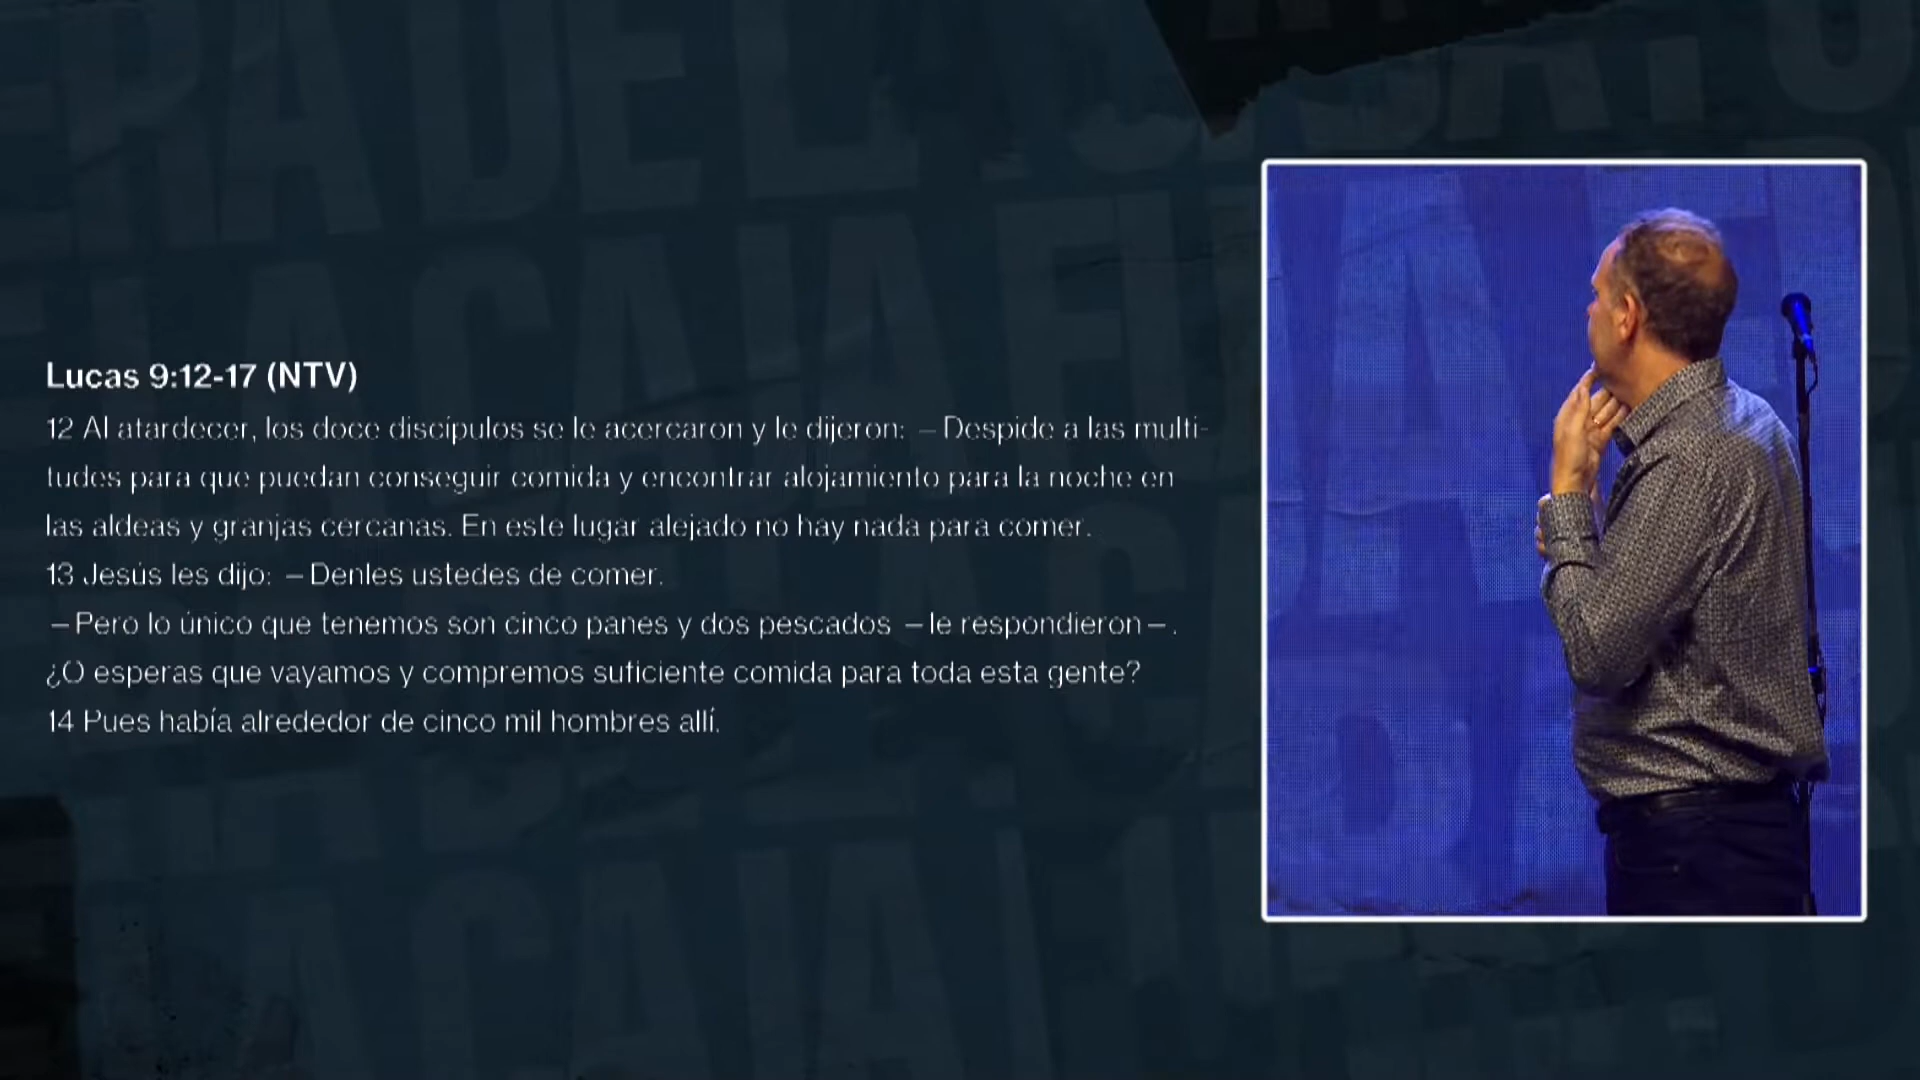 Lucas 9:12-17 (NTV)
12 Al atardecer, los doce discípulos se le acercaron y le dijeron: —Despide a las multi-
tudes para que puedan conseguir comida y encontrar alojamiento para la noche en
las aldeas y granjas cercanas. En este lugar alejado no hay nada para comer.
13 Jesús les dijo: —Denles ustedes de comer.
—Pero lo único que tenemos son cinco panes y dos pescados —le respondieron—.
¿O esperas que vayamos y compremos suficiente comida para toda esta gente?
14 Pues había alrededor de cinco mil hombres allí.